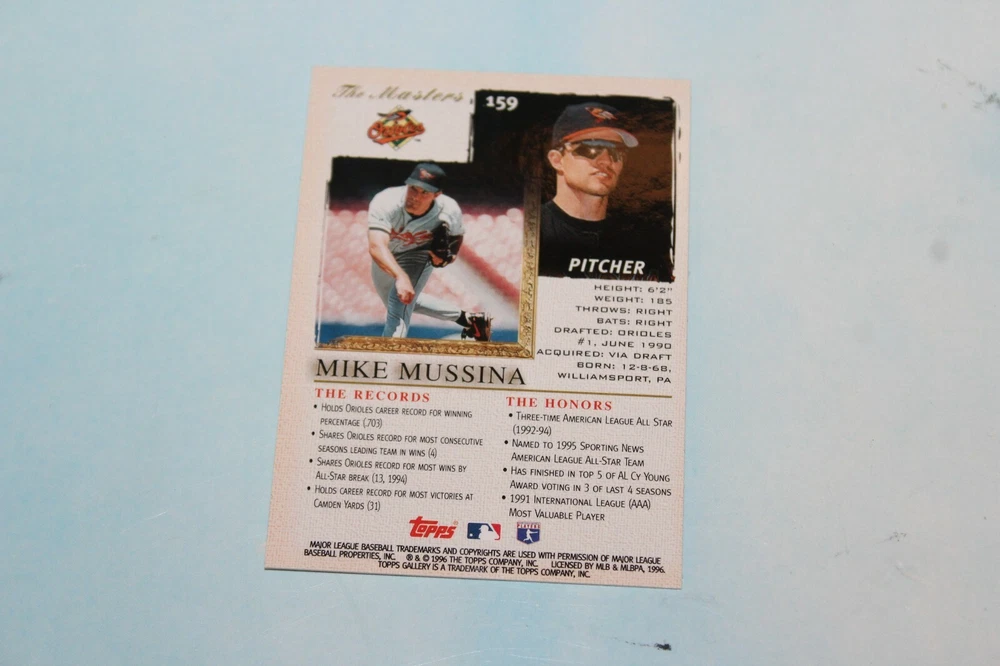 The Masters
159
Orioles
PITCHER
HEIGHT: 6'2"
WEIGHT: 185
THROWS: RIGHT
BATS: RIGHT
DRAFTED: ORIOLES
#1, JUNE 1990
ACQUIRED: VIA DRAFT
BORN: 12-8-68,
WILLIAMSPORT, PA
MIKE MUSSINA
THE RECORDS
• HOLDS ORIOLES CAREER RECORD FOR WINNING
PERCENTAGE (.703)
• SHARES ORIOLES RECORD FOR MOST CONSECUTIVE
SEASONS LEADING TEAM IN WINS (4)
• SHARES ORIOLES RECORD FOR MOST WINS BY
ALL-STAR BREAK (13, 1994)
• HOLDS CAREER RECORD FOR MOST VICTORIES AT
CAMDEN YARDS (31)
THE HONORS
• THREE-TIME AMERICAN LEAGUE ALL STAR
(1992-94)
• NAMED TO 1995 SPORTING NEWS
AMERICAN LEAGUE ALL-STAR TEAM
• HAS FINISHED IN TOP 5 OF AL CY YOUNG
AWARD VOTING IN 3 OF LAST 4 SEASONS
• 1991 INTERNATIONAL LEAGUE (AAA)
MOST VALUABLE PLAYER
topps
PLAYERS
MAJOR LEAGUE BASEBALL TRADEMARKS AND COPYRIGHTS ARE USED WITH PERMISSION OF MAJOR LEAGUE
BASEBALL PROPERTIES, INC. ® & © 1996 THE TOPPS COMPANY, INC. LICENSED BY MLB & MLBPA, 1996.
TOPPS GALLERY IS A TRADEMARK OF THE TOPPS COMPANY, INC.